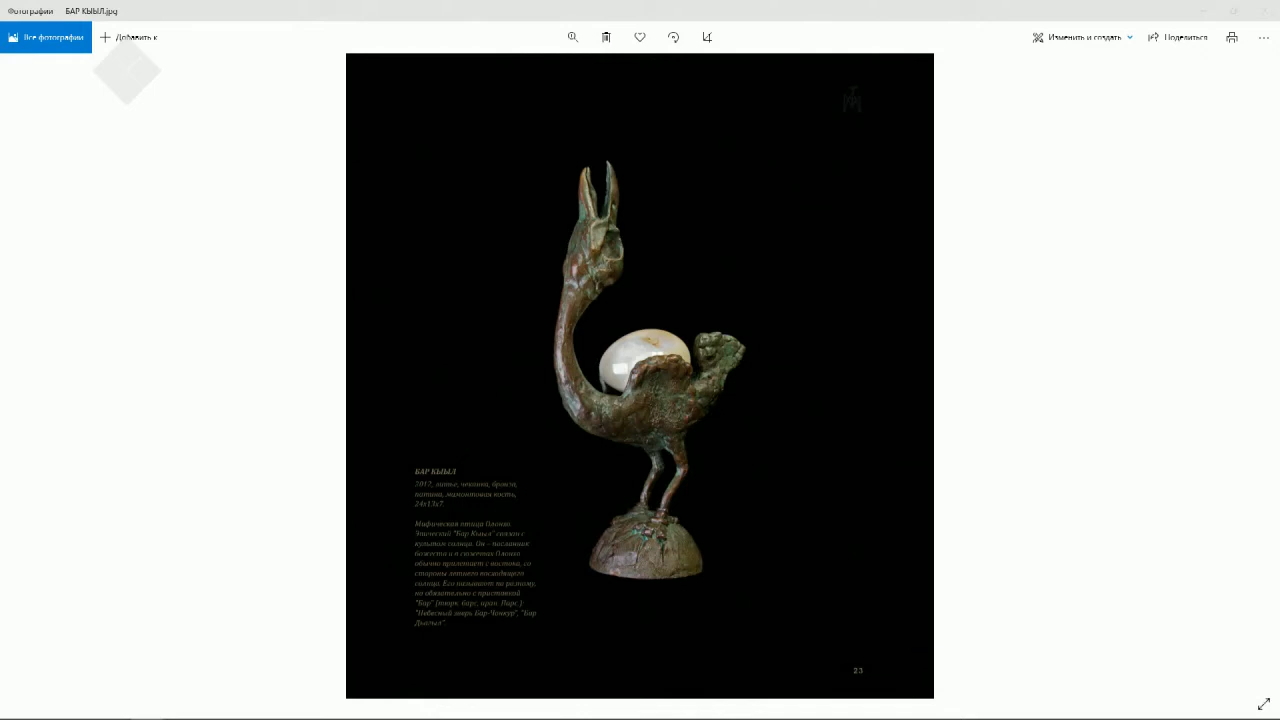 Фотографии БАР КЫЫЛ.jpg
Все фотографии
Добавить
Изменить и создать
Поделиться
БАР КЫЫЛ
2012, литье, чеканка, бронза,
патина, мамонтовая кость,
24х13х7.
Мифическая птица Олонхо.
Эпический "Бар Кыыл" связан с
культом солнца. Он - посланник
божества и в сюжетах Олонхо
обычно прилетает с востока, со
стороны летнего восходящего
солнца. Его называют по разному,
но обязательно с приставкой
"Бар" [тюрк. барс, иран. Парс.]:
"Небесный зверь Бар-Чонкур", "Бар
23